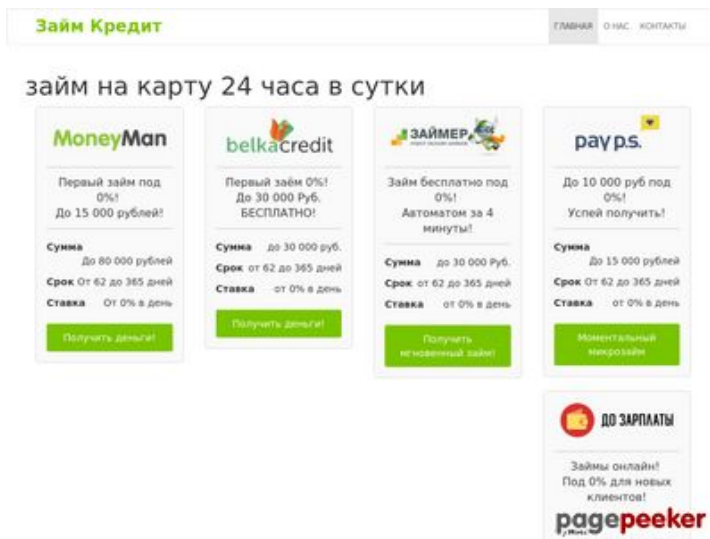 Займ Кредит
ГЛАВНАЯ О НАС. КОНТАКТЫ
займ на карту 24 часа в сутки
MoneyMan
Первый займ под
0%!
До 15 000 рублей!
Сумма
До 80 000 рублей
Срок От 62 до 365 дней
Ставка От 0% в день
Получить деньги!
belkacredit
Первый заём 0%!
До 30 000 Руб.
БЕСПЛАТНО!
Сумма до 30 000 руб.
Срок от 62 до 365 дней
Ставка от 0% в день
Получить деньги!
ЗАЙМЕР
Займ бесплатно под
0%!
Автоматом за 4
минуты!
Сумма до 30 000 Руб.
Срок от 62 до 365 дней
Ставка от 0% в день
Получить
мгновенный займ!
pay p.s.
До 10 000 руб под
0%!
Успей получить!
Сумма
До 15 000 рублей
Срок От 62 до 365 дней
Ставка от 0% в день
Моментальный
микрозайм
ДО ЗАРПЛАТЫ
Займы онлайн!
Под 0% для новых
клиентов!
pagepeeker